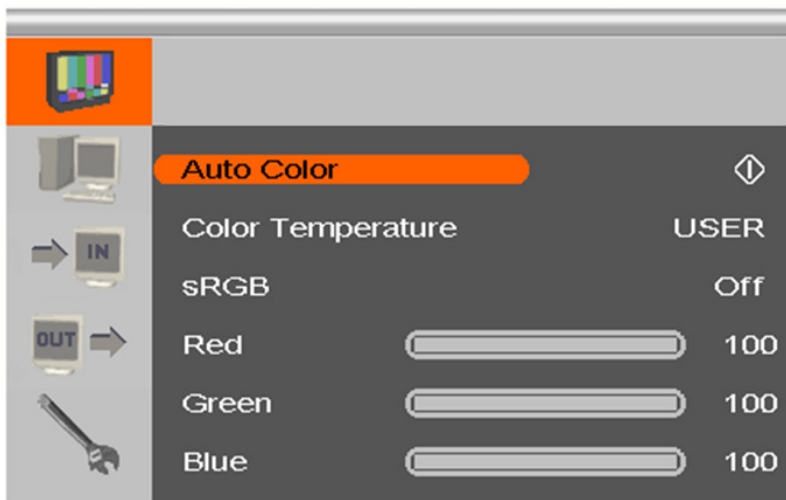 Auto Color
Color Temperature USER
sRGB Off
Red 100
Green 100
Blue 100
IN
OUT